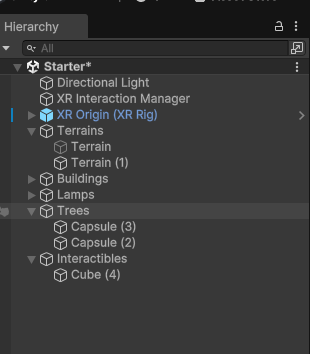 Hierarchy
All
Starter*
Directional Light
XR Interaction Manager
XR Origin (XR Rig)
Terrains
Terrain
Terrain (1)
Buildings
Lamps
Trees
Capsule (3)
Capsule (2)
Interactibles
Cube (4)